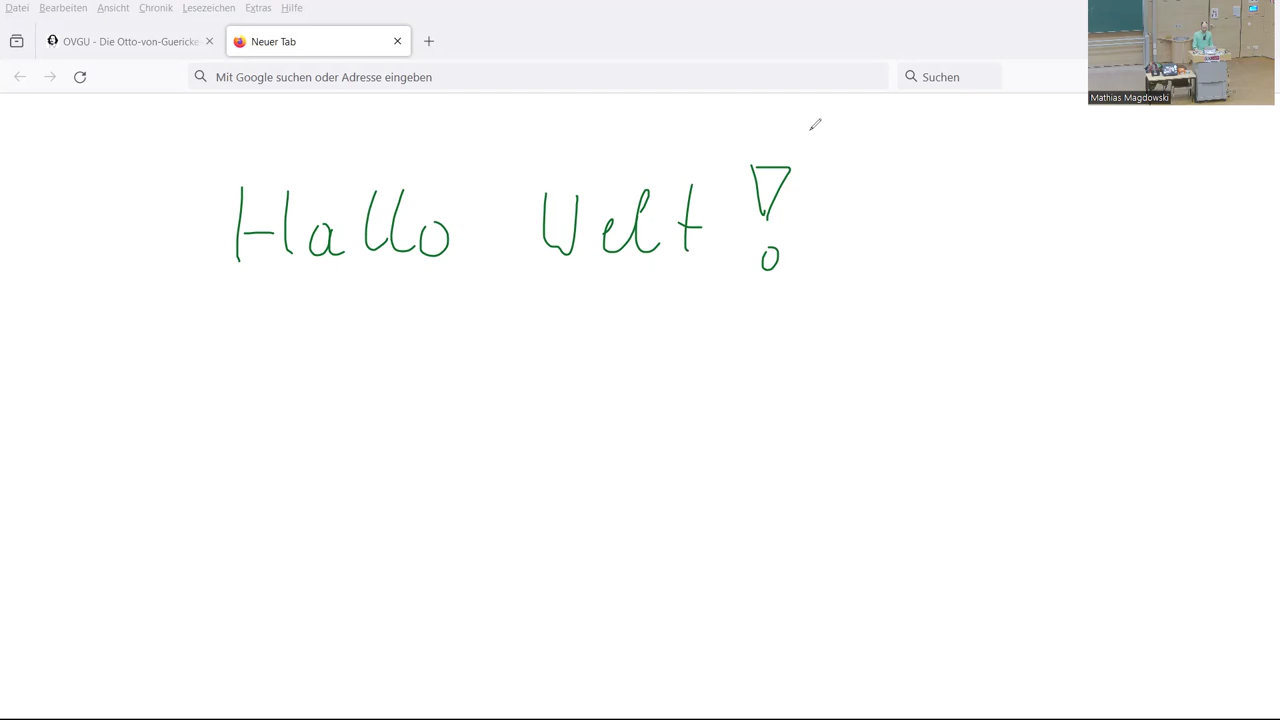 Datei Bearbeiten Ansicht Chronik Lesezeichen Extras Hilfe
OVGU - Die Otto-von-Guericke
Neuer Tab
Mit Google suchen oder Adresse eingeben
Suchen
Mathias Magdowski
Hallo Welt!